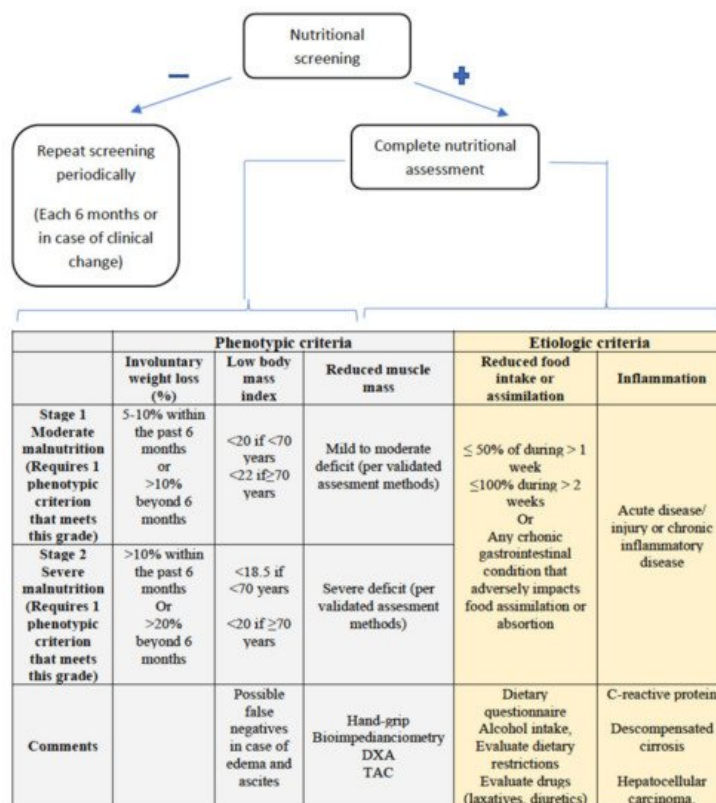 Nutritional
screening
Repeat screening
periodically
(Each 6 months or
in case of clinical
change)
Complete nutritional
assessment
Phenotypic criteria
Etiologic criteria
Involuntary
weight loss
(%)
Low body
mass
index
Reduced muscle
mass
Reduced food
intake or
assimilation
Inflammation
Stage 1
Moderate
malnutrition
(Requires 1
phenotypic
criterion
that meets
this grade)
5-10% within
the past 6
months
or
>10%
beyond 6
months
<20 if <70
years
<22 if≥70
years
Mild to moderate
deficit (per validated
assesment methods)
≤ 50% of during > 1
week
≤100% during > 2
weeks
Or
Any crhonic
gastrointestinal
condition that
adversely impacts
food assimilation or
absortion
Acute disease/
injury or chronic
inflammatory
disease
Stage 2
Severe
malnutrition
(Requires 1
phenotypic
criterion
that meets
this grade)
>10% within
the past 6
months
Or
>20%
beyond 6
months
<18.5 if
<70 years
<20 if ≥70
years
Severe deficit (per
validated assesment
methods)
Comments
Possible
false
negatives
in case of
edema and
ascites
Hand-grip
Bioimpedanciometry
DXA
TAC
Dietary
questionnaire
Alcohol intake,
Evaluate dietary
restrictions
Evaluate drugs
(laxatives, diuretics)
C-reactive protein
Descompensated
cirrosis
Hepatocellular
carcinoma,